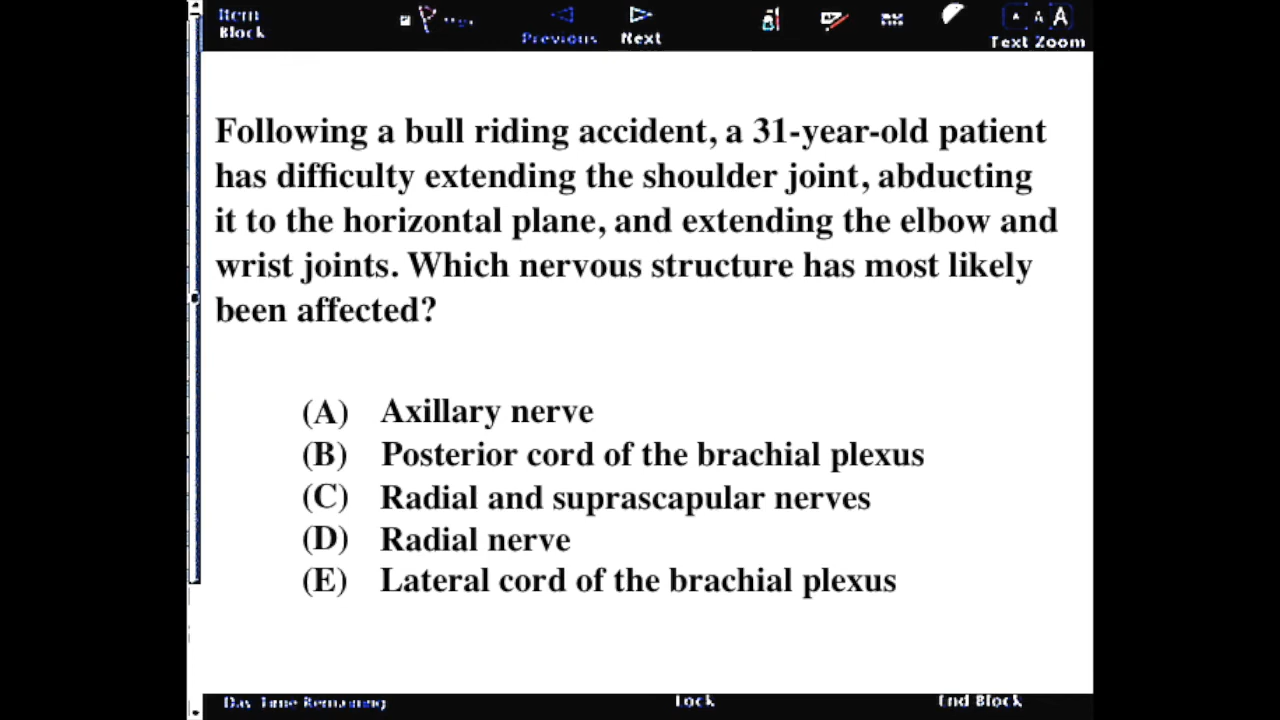 Item
Block
Previous
Next
Text Zoom
A A A
Following a bull riding accident, a 31-year-old patient
has difficulty extending the shoulder joint, abducting
it to the horizontal plane, and extending the elbow and
wrist joints. Which nervous structure has most likely
been affected?
(A) Axillary nerve
(B) Posterior cord of the brachial plexus
(C) Radial and suprascapular nerves
(D) Radial nerve
(E) Lateral cord of the brachial plexus
Time Remaining
Lock
End Block